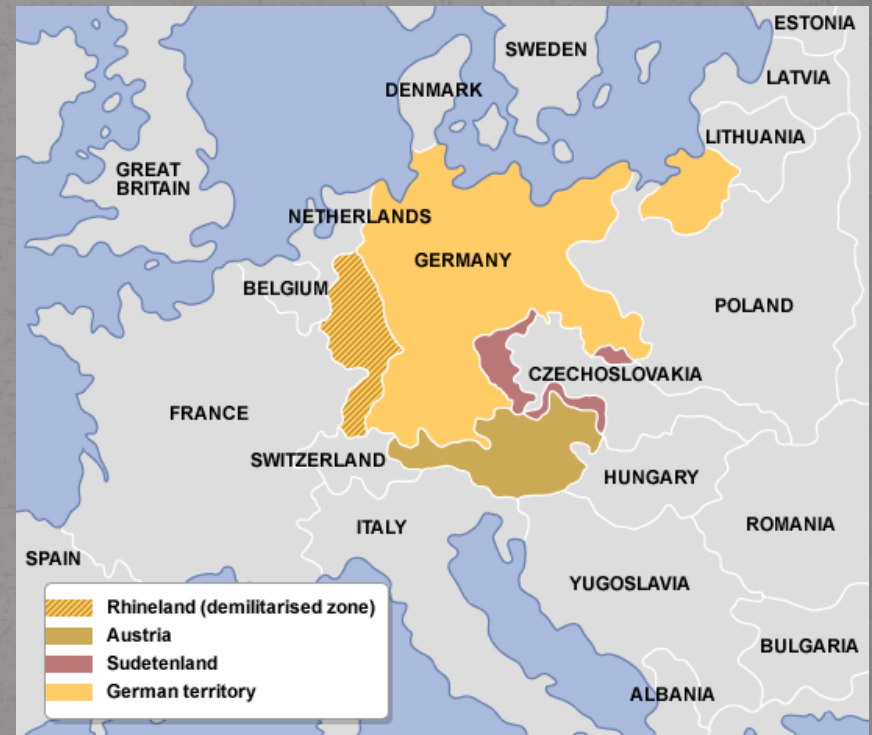 ESTONIA
SWEDEN
LATVIA
DENMARK
LITHUANIA
GREAT
BRITAIN
NETHERLANDS
GERMANY
BELGIUM
POLAND
CZECHOSLOVAKIA
FRANCE
SWITZERLAND
HUNGARY
ITALY
ROMANIA
SPAIN
YUGOSLAVIA
BULGARIA
ALBANIA
Rhineland (demilitarised zone)
Austria
Sudetenland
German territory